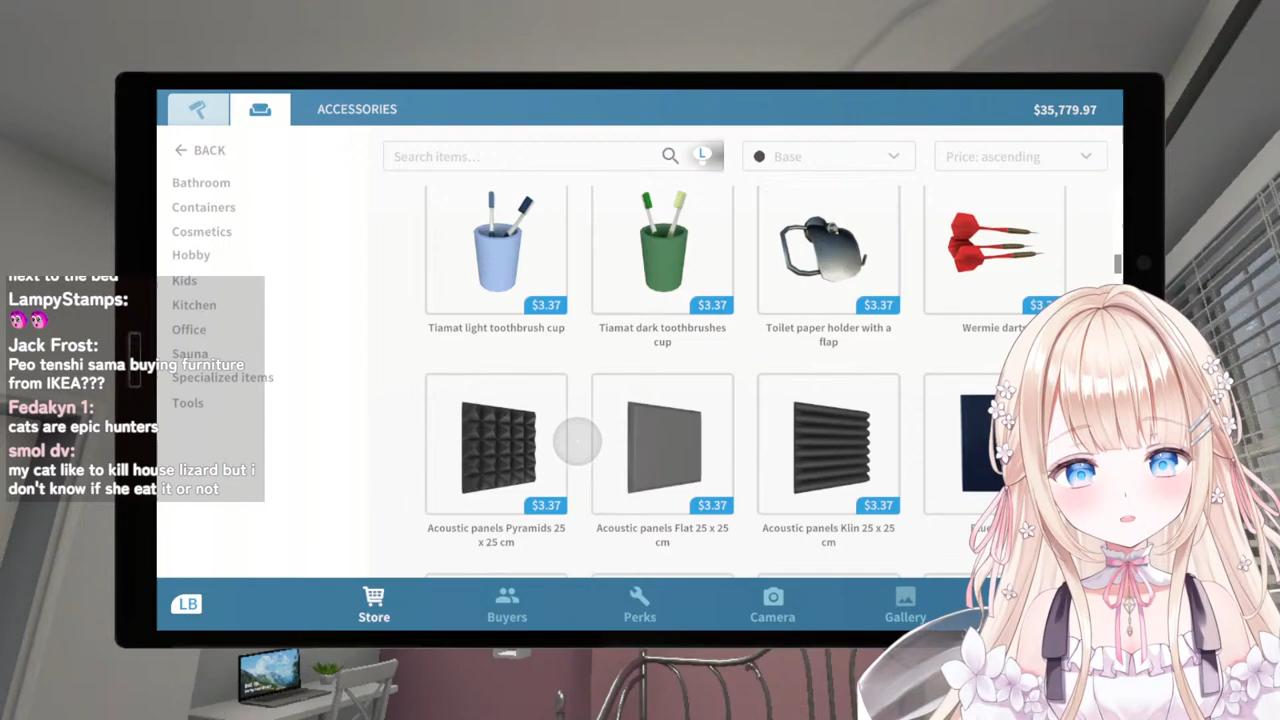 ACCESSORIES
$35,779.97
BACK
Search items...
L
Base
Price: ascending
Bathroom
Containers
Cosmetics
Hobby
Kids
Kitchen
Office
Sauna
Specialized items
Tools
$3.37
$3.37
$3.37
Tiamat light toothbrush cup
Tiamat dark toothbrushes
cup
Toilet paper holder with a
flap
$3.37
$3.37
$3.37
Acoustic panels Pyramids 25
x 25 cm
Acoustic panels Flat 25 x 25
cm
Acoustic panels Klin 25 x 25
cm
next to the bed
LampyStamps:
Jack Frost:
Peo tenshi sama buying furniture
from IKEA???
Fedakyn 1:
cats are epic hunters
smol dv:
my cat like to kill house lizard but i
don't know if she eat it or not
LB
Store
Buyers
Perks
Camera
Gallery